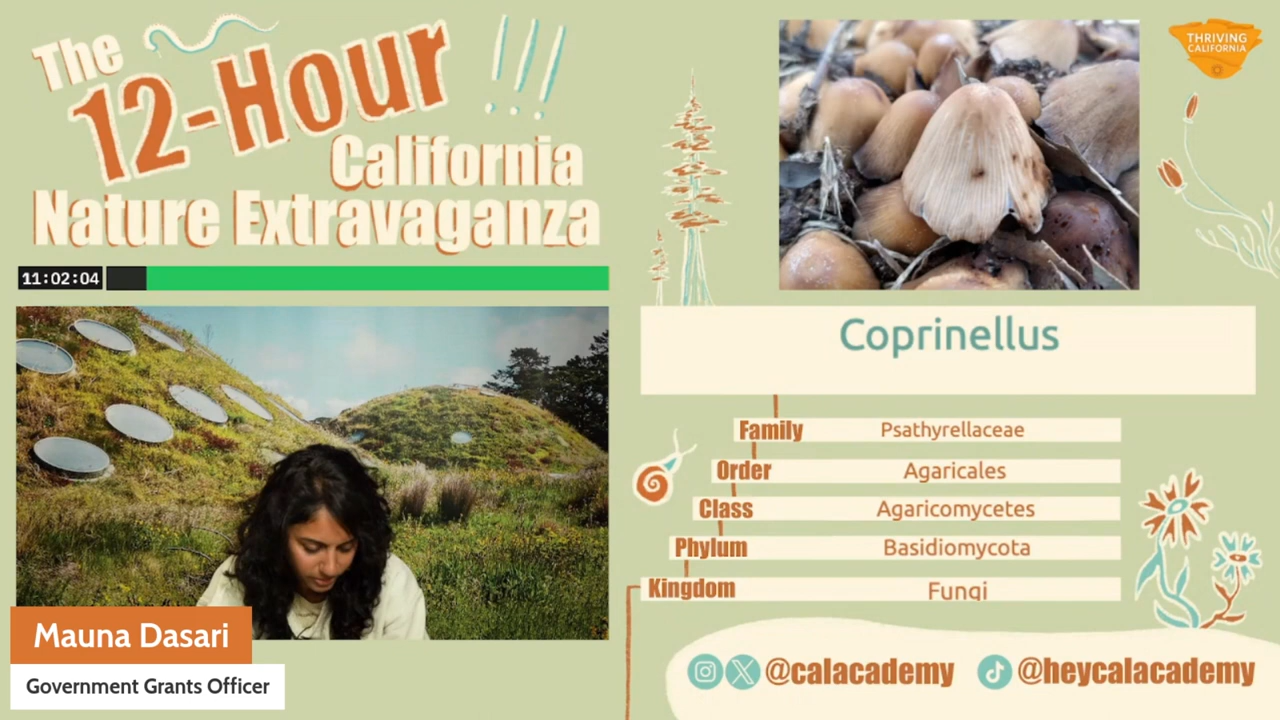 The
12-Hour
!!!
California
Nature Extravaganza
THRIVING
CALIFORNIA
11:02:04
Coprinellus
Family Psathyrellaceae
Order Agaricales
Class Agaricomycetes
Phylum Basidiomycota
Kingdom Fungi
Mauna Dasari
Government Grants Officer
@calacademy @heycalacademy